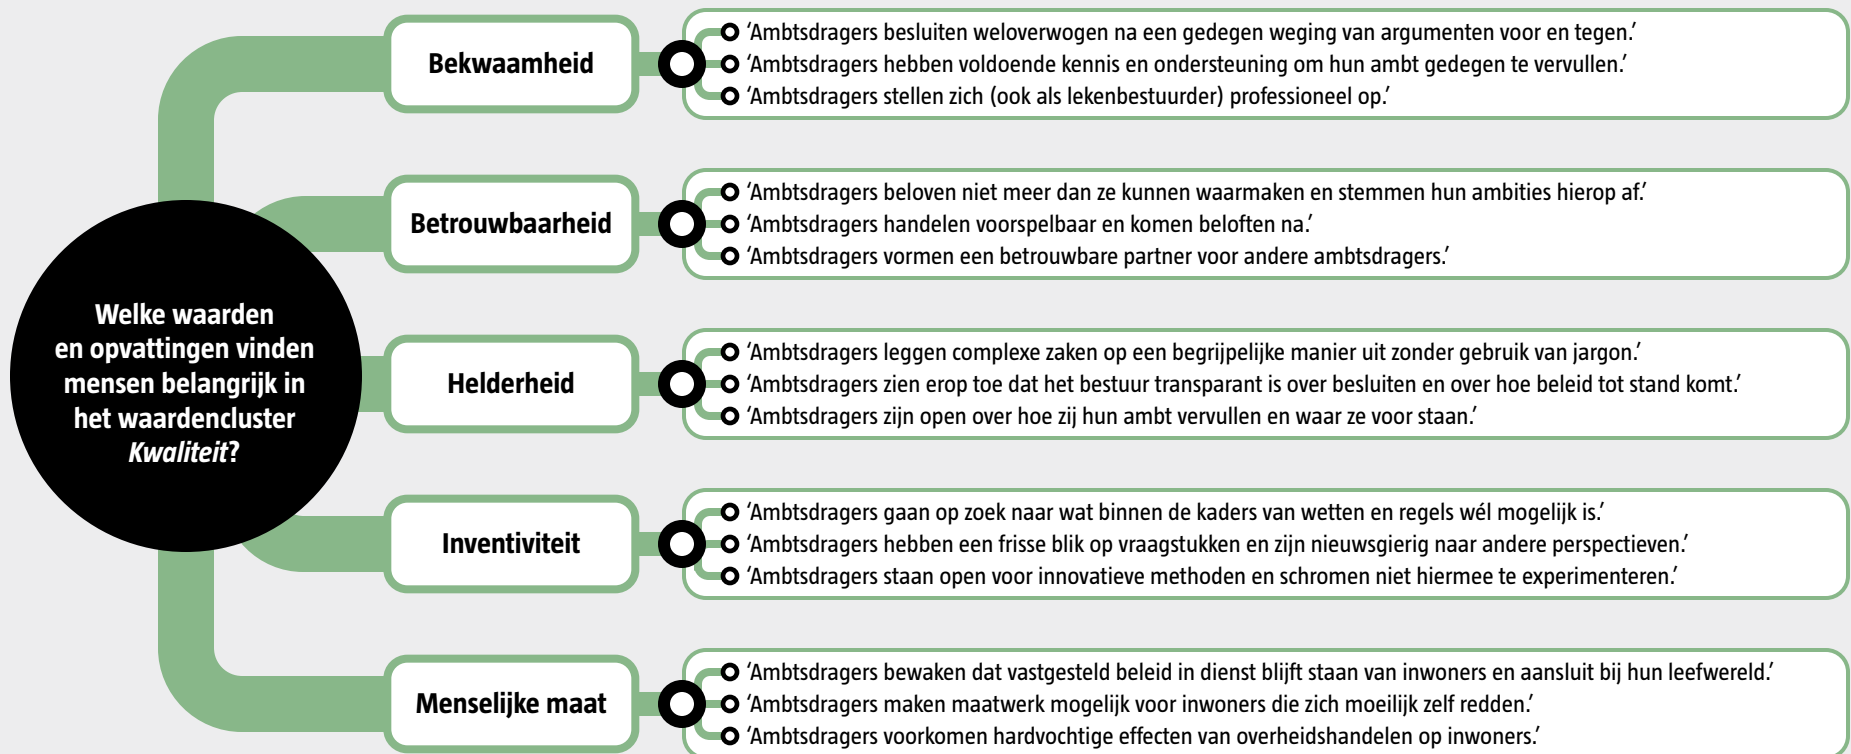 Welke waarden
en opvattingen vinden
mensen belangrijk in
het waardencluster
Kwaliteit?
Bekwaamheid
‘Ambtsdragers besluiten weloverwogen na een gedegen weging van argumenten voor en tegen.’
‘Ambtsdragers hebben voldoende kennis en ondersteuning om hun ambt gedegen te vervullen.’
‘Ambtsdragers stellen zich (ook als lekenbestuurder) professioneel op.’
Betrouwbaarheid
‘Ambtsdragers beloven niet meer dan ze kunnen waarmaken en stemmen hun ambities hierop af.’
‘Ambtsdragers handelen voorspelbaar en komen beloften na.’
‘Ambtsdragers vormen een betrouwbare partner voor andere ambtsdragers.’
Helderheid
‘Ambtsdragers leggen complexe zaken op een begrijpelijke manier uit zonder gebruik van jargon.’
‘Ambtsdragers zien erop toe dat het bestuur transparant is over besluiten en over hoe beleid tot stand komt.’
‘Ambtsdragers zijn open over hoe zij hun ambt vervullen en waar ze voor staan.’
Inventiviteit
‘Ambtsdragers gaan op zoek naar wat binnen de kaders van wetten en regels wél mogelijk is.’
‘Ambtsdragers hebben een frisse blik op vraagstukken en zijn nieuwsgierig naar andere perspectieven.’
‘Ambtsdragers staan open voor innovatieve methoden en schromen niet hiermee te experimenteren.’
Menselijke maat
‘Ambtsdragers bewaken dat vastgesteld beleid in dienst blijft staan van inwoners en aansluit bij hun leefwereld.’
‘Ambtsdragers maken maatwerk mogelijk voor inwoners die zich moeilijk zelf redden.’
‘Ambtsdragers voorkomen hardvochtige effecten van overheidshandelen op inwoners.’